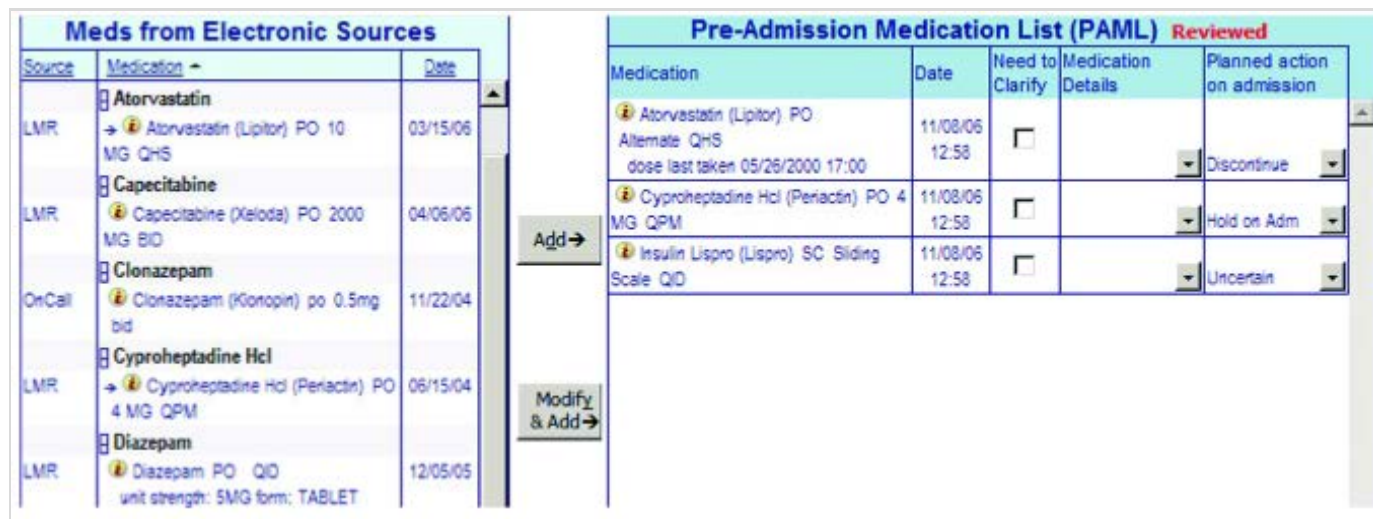 Meds from Electronic Sources
Source Medication Date
Atorvastatin
LMR → Atorvastatin (Lipitor) PO 10 03/15/06
MG QHS
Capecitabine
LMR Capecitabine (Xeloda) PO 2000 04/06/06
MG BID
Clonazepam
OnCall Clonazepam (Klonopin) po 0.5mg 11/22/04
bid
Cyproheptadine Hcl
LMR → Cyproheptadine Hcl (Periactin) PO 06/15/04
4 MG QPM
Diazepam
LMR Diazepam PO QID 12/05/05
unit strength: 5MG form: TABLET
Add→
Modify
& Add→
Pre-Admission Medication List (PAML) Reviewed
Medication Date Need to Clarify Medication Details Planned action on admission
Atorvastatin (Lipitor) PO 11/08/06
Alternate QHS 12:58
dose last taken 05/26/2000 17:00 Discontinue
Cyproheptadine Hcl (Periactin) PO 4 11/08/06
MG QPM 12:58 Hold on Adm
Insulin Lispro (Lispro) SC Sliding 11/08/06
Scale QID 12:58 Uncertain